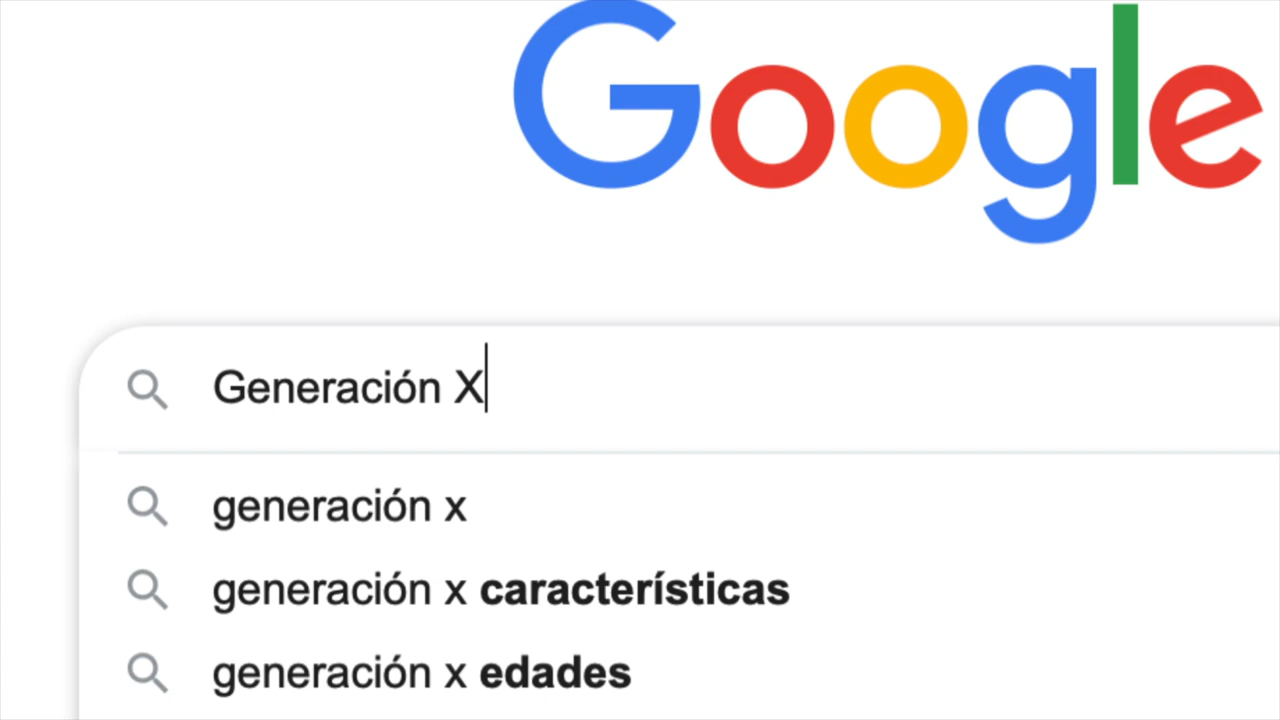 Google
Generación X
generación x
generación x características
generación x edades